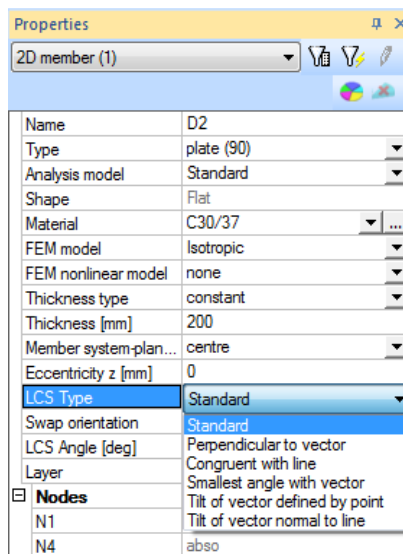 Properties
2D member (1)
Name D2
Type plate (90)
Analysis model Standard
Shape Flat
Material C30/37 ...
FEM model Isotropic
FEM nonlinear model none
Thickness type constant
Thickness [mm] 200
Member system-plan... centre
Eccentricity z [mm] 0
LCS Type Standard
Swap orientation Standard
Perpendicular to vector
LCS Angle [deg] Congruent with line
Smallest angle with vector
Layer Tilt of vector defined by point
Nodes Tilt of vector normal to line
N1
N4 abso